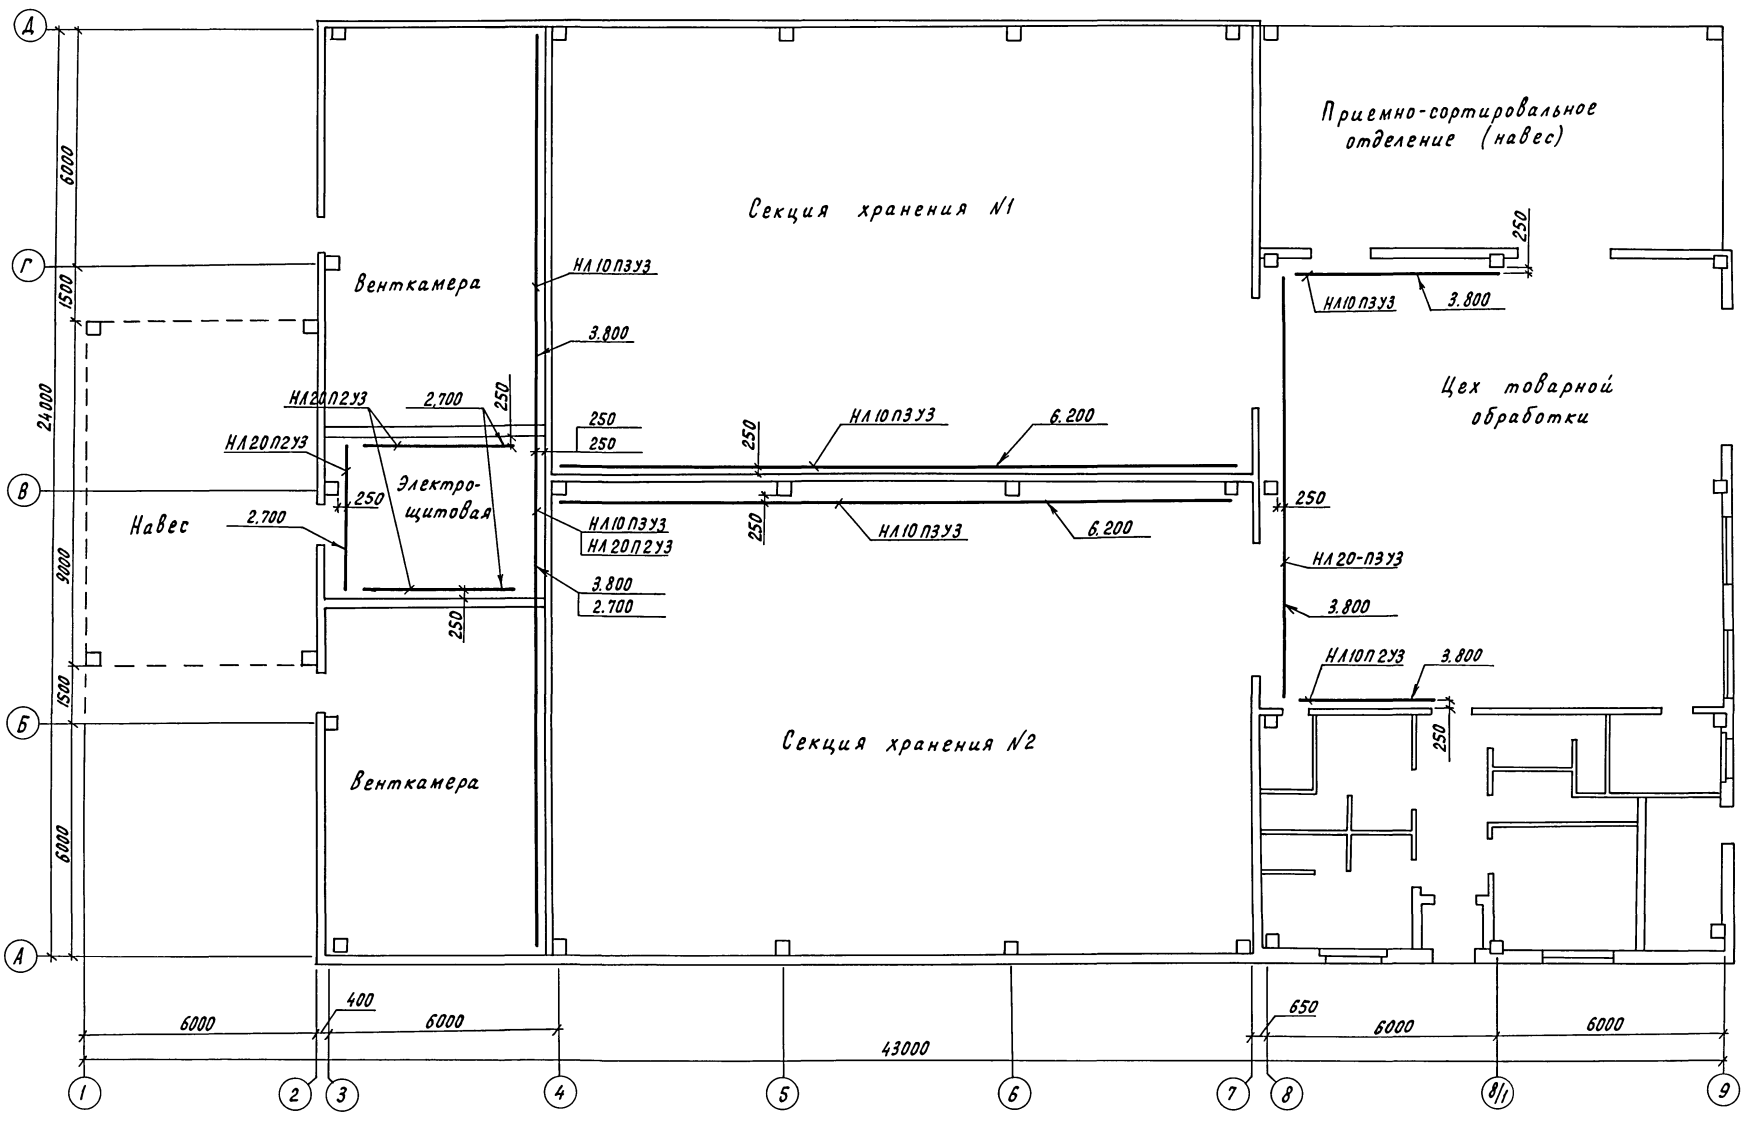 Д
Приемно-сортировальное
отделение (навес)
6000
Секция хранения N1
250
Г
Венткамера
НЛ10П3У3
1500
НЛ10П3У3
3.800
3.800
24000
Цех товарной
обработки
НЛ20П2У3
2,700
250
250
НЛ10П3У3
6.200
НЛ20П2У3
250
250
В
Электро-
щитовая
250
250
Навес
2,700
НЛ10П3У3
НЛ20П2У3
250
НЛ10П3У3
6.200
9000
НЛ20-П3У3
3.800
2.700
3.800
250
НЛ10П2У3
3.800
1500
Б
250
Секция хранения N2
Венткамера
6000
А
400
650
6000
6000
6000
6000
43000
1
2
3
4
5
6
7
8
8/1
9